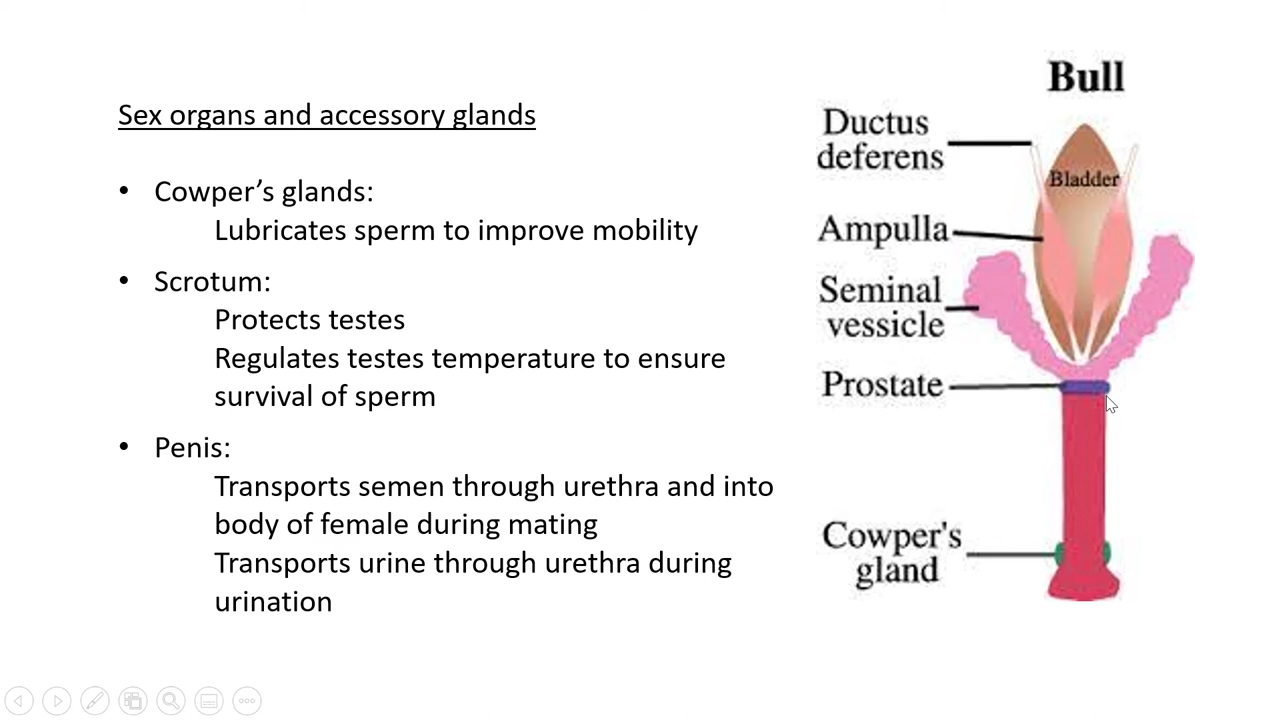 Sex organs and accessory glands
• Cowper’s glands:
Lubricates sperm to improve mobility
• Scrotum:
Protects testes
Regulates testes temperature to ensure
survival of sperm
• Penis:
Transports semen through urethra and into
body of female during mating
Transports urine through urethra during
urination
Bull
Ductus
deferens
Bladder
Ampulla
Seminal
vessicle
Prostate
Cowper's
gland